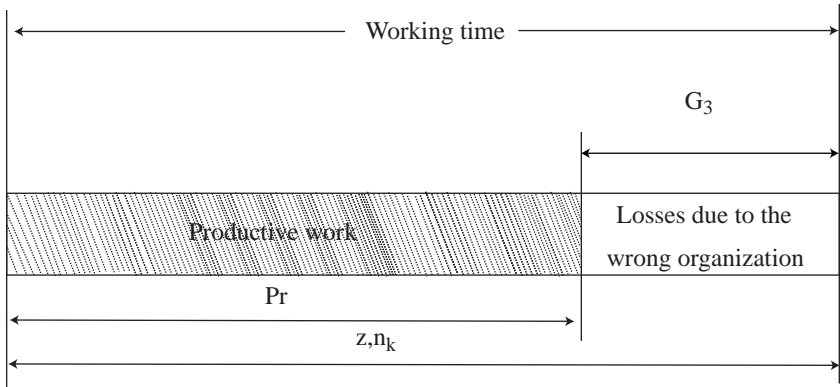 Working time
G₃
Productive work
Losses due to the
wrong organization
Pr
z,nₖ